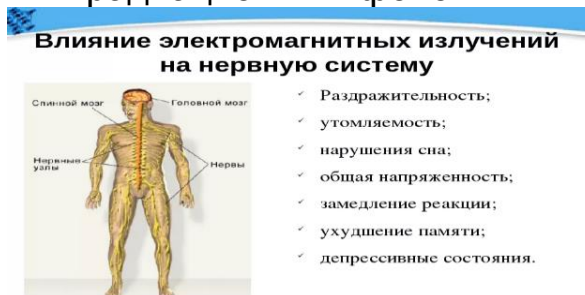 Влияние электромагнитных излучений
на нервную систему
Спинной мозг
Головной мозг
Нервные
узлы
Нервы
✓ Раздражительность;
✓ утомляемость;
✓ нарушения сна;
✓ общая напряженность;
✓ замедление реакции;
✓ ухудшение памяти;
✓ депрессивные состояния.